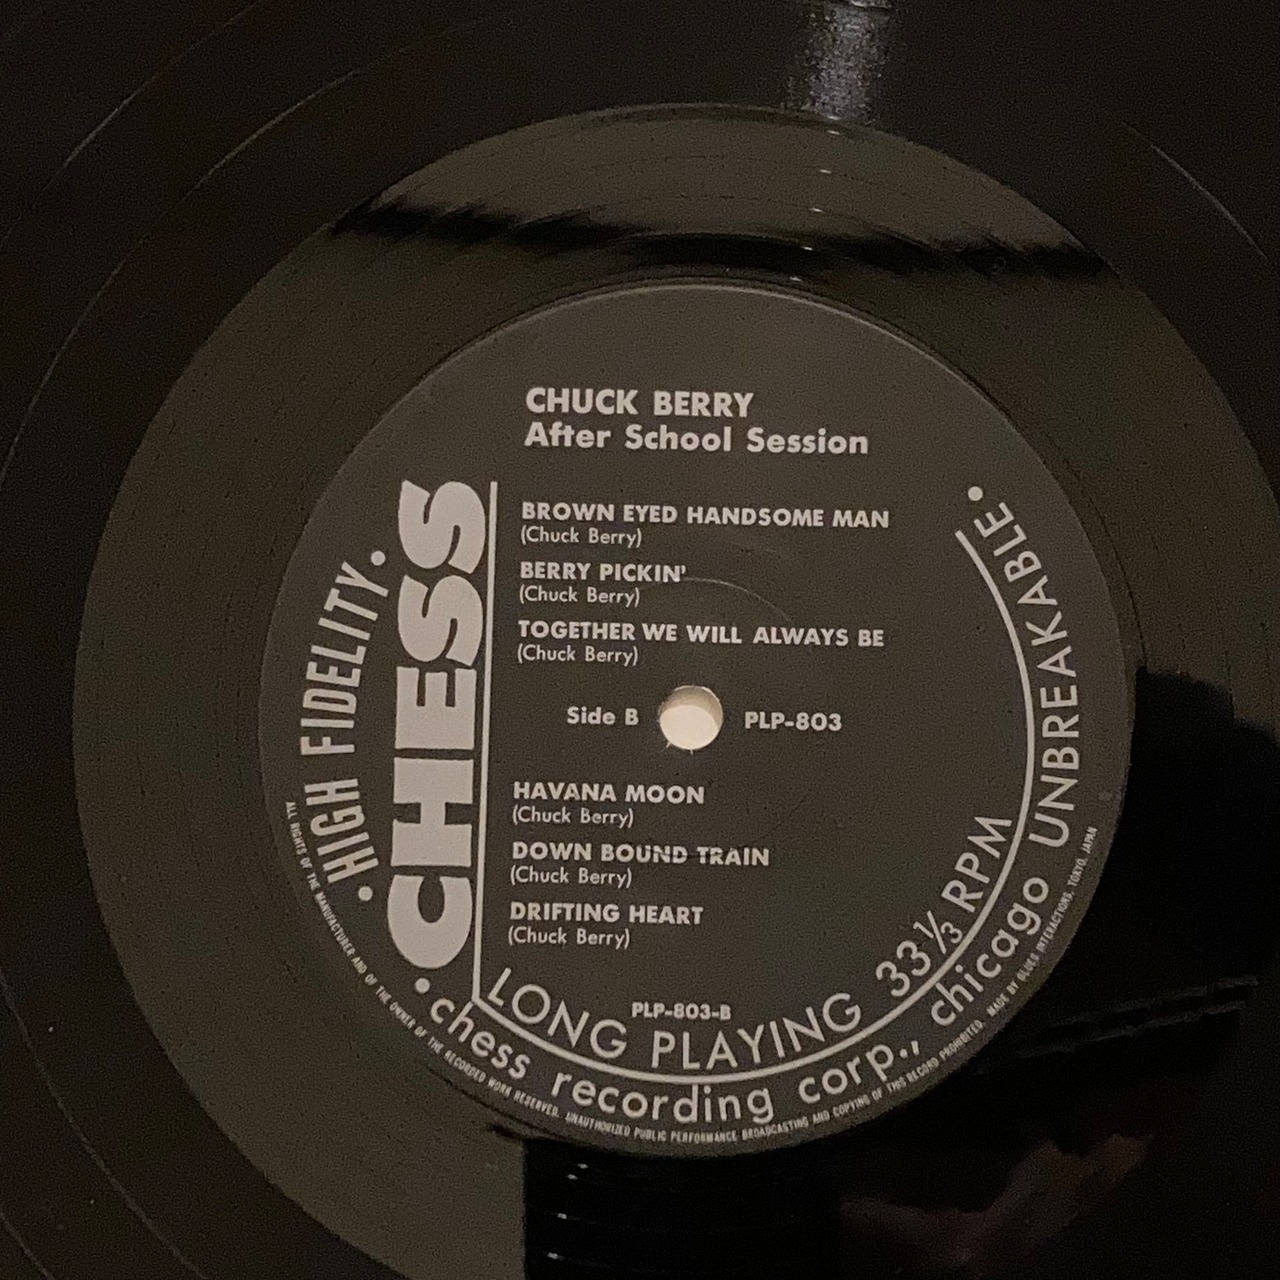 CHUCK BERRY
After School Session
BROWN EYED HANDSOME MAN
(Chuck Berry)
BERRY PICKIN'
(Chuck Berry)
TOGETHER WE WILL ALWAYS BE
(Chuck Berry)
Side B PLP-803
HAVANA MOON
(Chuck Berry)
DOWN BOUND TRAIN
(Chuck Berry)
DRIFTING HEART
(Chuck Berry)
PLP-803-B
LONG PLAYING 33⅓ RPM
CHESS
• HIGH FIDELITY •
• chess recording corp., chicago UNBREAKABLE •
ALL RIGHTS OF THE MANUFACTURER AND OF THE OWNER OF THE RECORDED WORK RESERVED. UNAUTHORIZED PUBLIC PERFORMANCE BROADCASTING AND COPYING OF THIS RECORD PROHIBITED. MADE BY BLUES INTERACTIONS, TOKYO, JAPAN